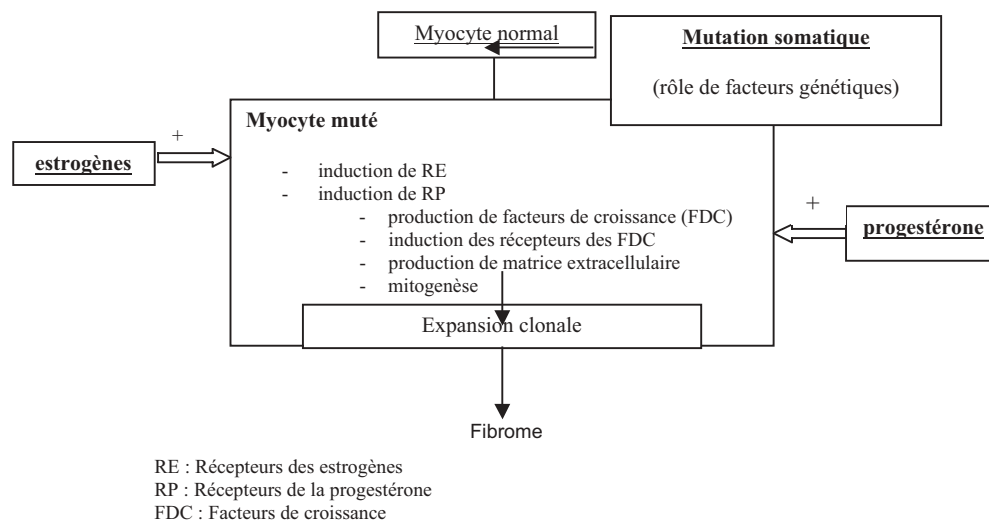 Myocyte normal
Mutation somatique
(rôle de facteurs génétiques)
Myocyte muté
+
estrogènes
- induction de RE
- induction de RP
- production de facteurs de croissance (FDC)
- induction des récepteurs des FDC
- production de matrice extracellulaire
- mitogenèse
+
progestérone
Expansion clonale
Fibrome
RE : Récepteurs des estrogènes
RP : Récepteurs de la progestérone
FDC : Facteurs de croissance